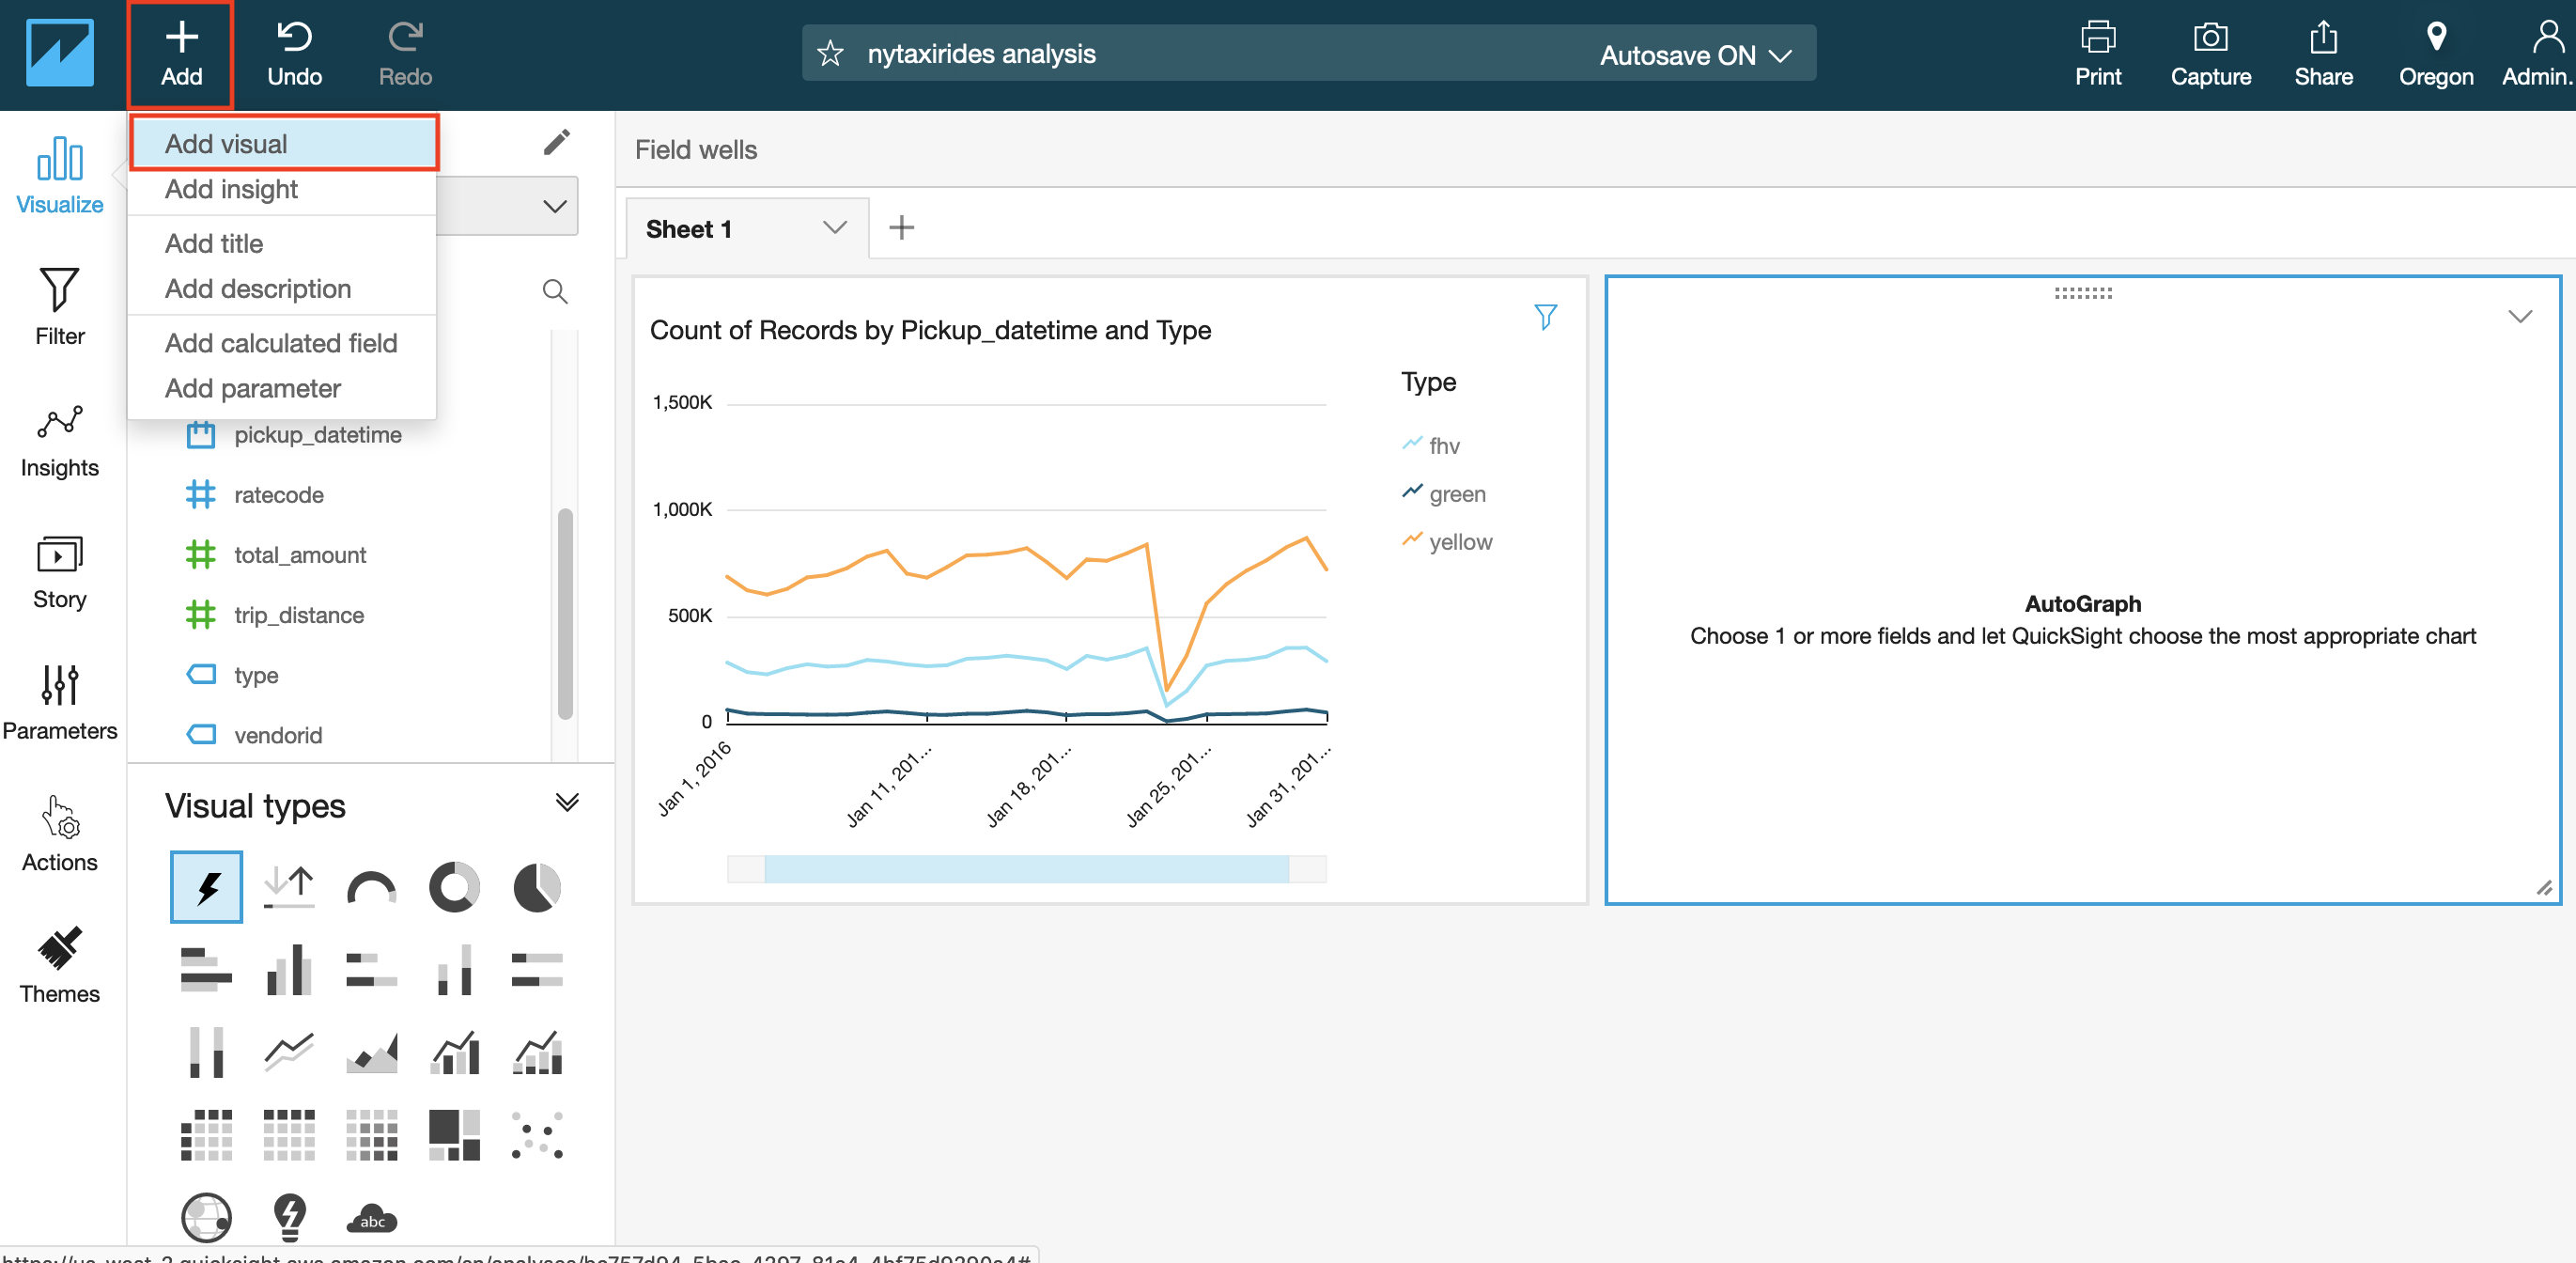 Add
Undo
Redo
nytaxirides analysis
Autosave ON
Print
Capture
Share
Oregon
Admin.
Visualize
Filter
Insights
Story
Parameters
Actions
Themes
Add visual
Add insight
Add title
Add description
Add calculated field
Add parameter
pickup_datetime
ratecode
total_amount
trip_distance
type
vendorid
Visual types
abc
Field wells
Sheet 1
Count of Records by Pickup_datetime and Type
Type
fhv
green
yellow
1,500K
1,000K
500K
0
Jan 1, 2016
Jan 11, 201...
Jan 18, 201...
Jan 25, 201...
Jan 31, 201...
AutoGraph
Choose 1 or more fields and let QuickSight choose the most appropriate chart